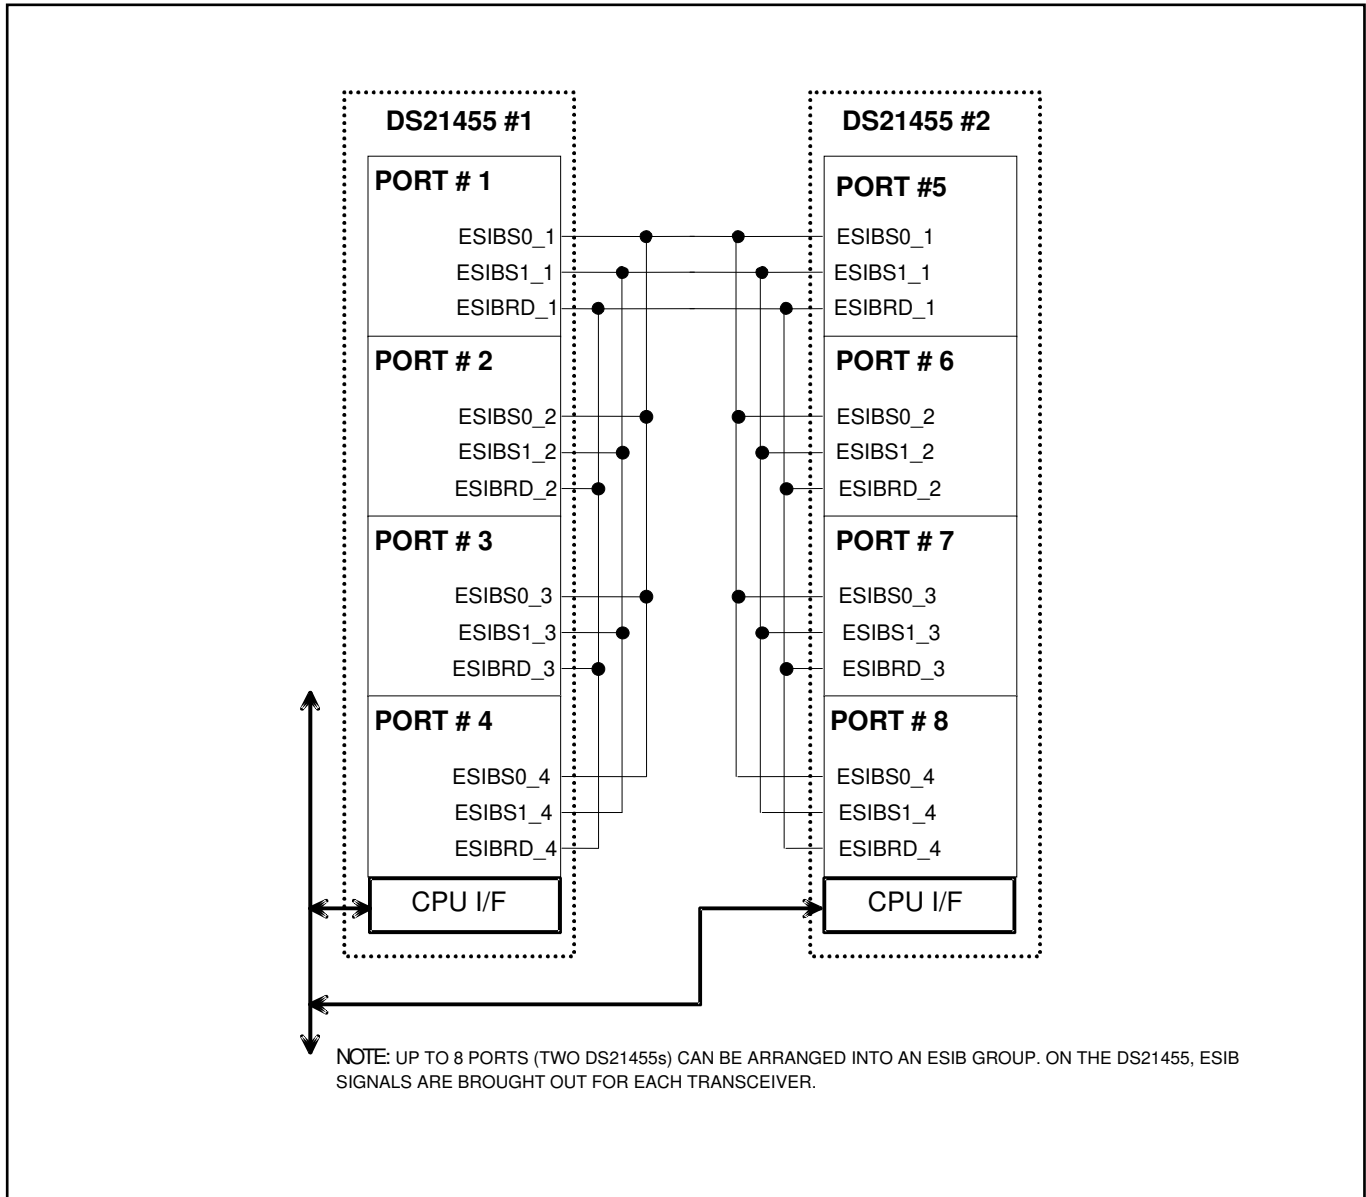 DS21455 #1
PORT # 1
ESIBS0_1
ESIBS1_1
ESIBRD_1
PORT # 2
ESIBS0_2
ESIBS1_2
ESIBRD_2
PORT # 3
ESIBS0_3
ESIBS1_3
ESIBRD_3
PORT # 4
ESIBS0_4
ESIBS1_4
ESIBRD_4
CPU I/F
DS21455 #2
PORT #5
ESIBS0_1
ESIBS1_1
ESIBRD_1
PORT # 6
ESIBS0_2
ESIBS1_2
ESIBRD_2
PORT # 7
ESIBS0_3
ESIBS1_3
ESIBRD_3
PORT # 8
ESIBS0_4
ESIBS1_4
ESIBRD_4
CPU I/F
NOTE: UP TO 8 PORTS (TWO DS21455s) CAN BE ARRANGED INTO AN ESIB GROUP. ON THE DS21455, ESIB
SIGNALS ARE BROUGHT OUT FOR EACH TRANSCEIVER.